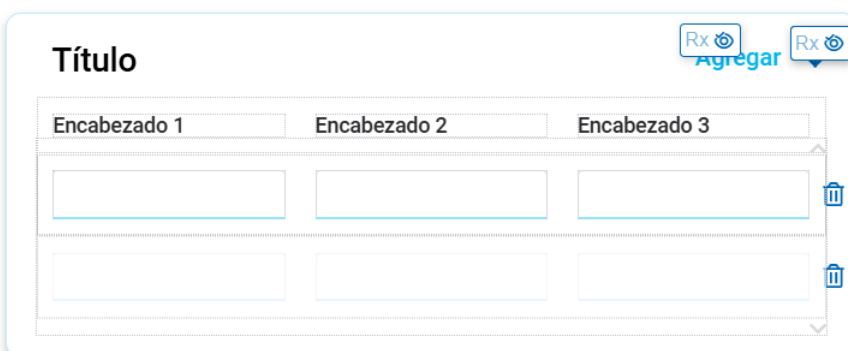 Título
Rx
Agregar
Rx
Encabezado 1 Encabezado 2 Encabezado 3